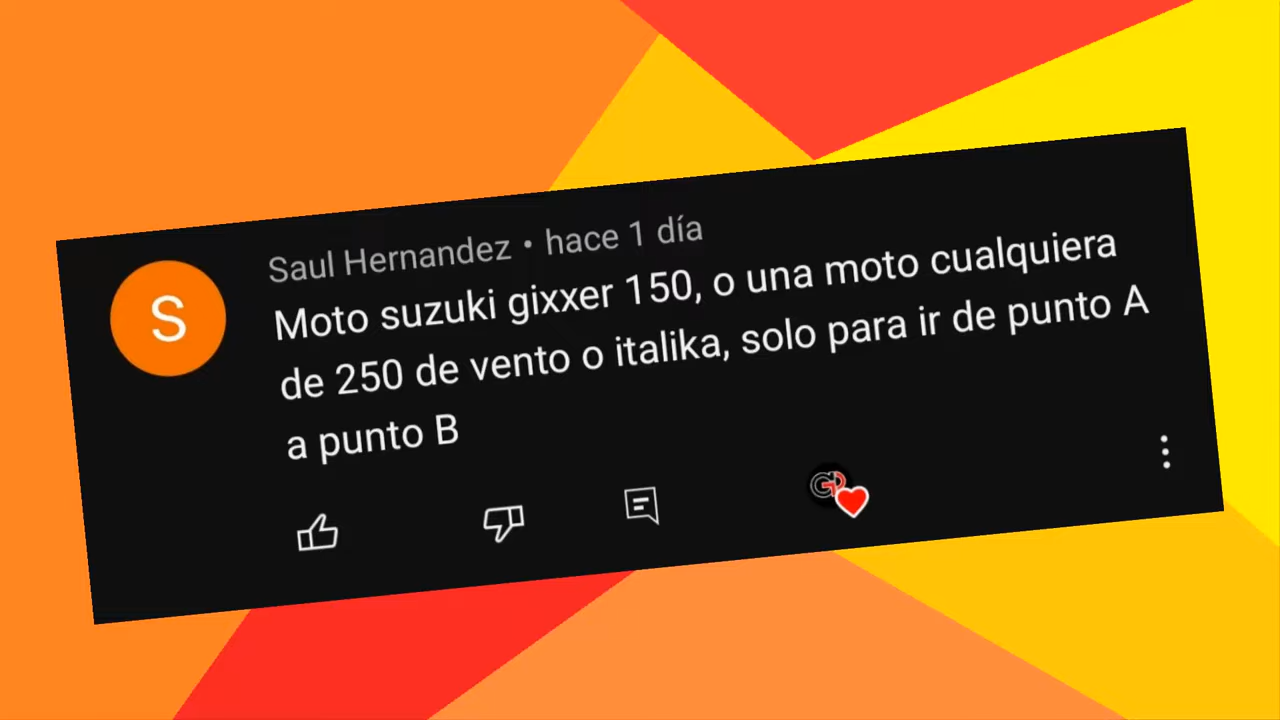 S
Saul Hernandez • hace 1 día
Moto suzuki gixxer 150, o una moto cualquiera
de 250 de vento o italika, solo para ir de punto A
a punto B